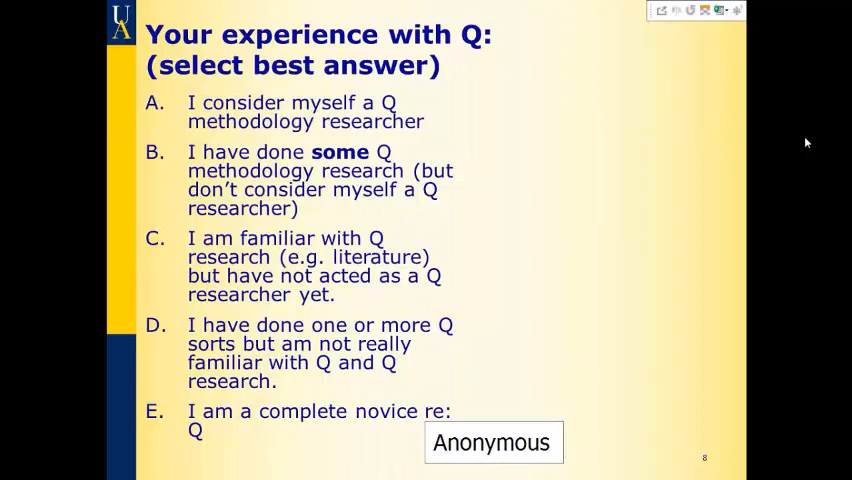 UA
Your experience with Q:
(select best answer)
A. I consider myself a Q
methodology researcher
B. I have done some Q
methodology research (but
don’t consider myself a Q
researcher)
C. I am familiar with Q
research (e.g. literature)
but have not acted as a Q
researcher yet.
D. I have done one or more Q
sorts but am not really
familiar with Q and Q
research.
E. I am a complete novice re:
Q
Anonymous
8